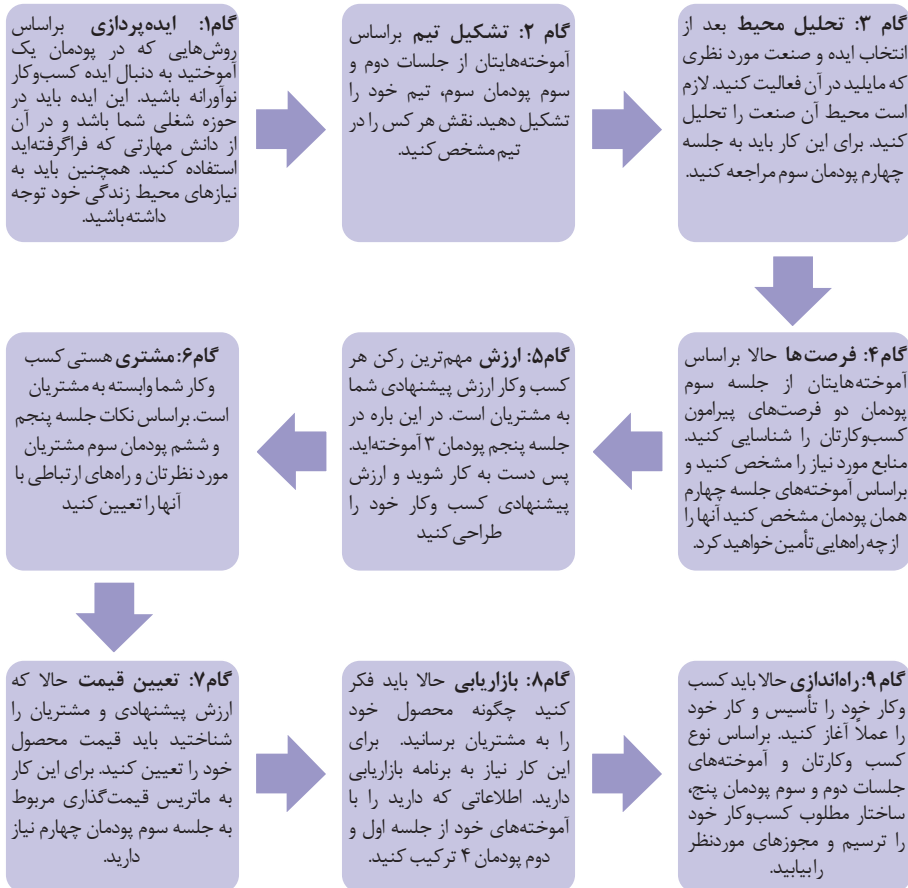 گام۱: ایده‌پردازی براساس
روش‌هایی که در پودمان یک
آموختید به دنبال ایده کسب‌وکار
نوآورانه باشید. این ایده باید در
حوزه شغلی شما باشد و در آن
از دانش مهارتی که فراگرفته‌اید
استفاده کنید. همچنین باید به
نیازهای محیط زندگی خود توجه
داشته‌باشید.
گام ۲: تشکیل تیم براساس
آموخته‌هایتان از جلسات دوم و
سوم پودمان سوم، تیم خود را
تشکیل دهید. نقش هر کس را در
تیم مشخص کنید.
گام ۳: تحلیل محیط بعد از
انتخاب ایده و صنعت مورد نظری
که مایلید در آن فعالیت کنید. لازم
است محیط آن صنعت را تحلیل
کنید. برای این کار باید به جلسه
چهارم پودمان سوم مراجعه کنید.
گام۴: فرصت‌ها حالا براساس
آموخته‌هایتان از جلسه سوم
پودمان دو فرصت‌های پیرامون
کسب‌وکارتان را شناسایی کنید.
منابع مورد نیاز را مشخص کنید و
براساس آموخته‌های جلسه چهارم
همان پودمان مشخص کنید آنها را
از چه راه‌هایی تأمین خواهید کرد.
گام۵: ارزش مهم‌ترین رکن هر
کسب وکار ارزش پیشنهادی شما
به مشتریان است. در این باره در
جلسه پنجم پودمان ۳ آموخته‌اید.
پس دست به کار شوید و ارزش
پیشنهادی کسب وکار خود را
طراحی کنید
گام۶: مشتری هستی کسب
وکار شما وابسته به مشتریان
است. براساس نکات جلسه پنجم
و ششم پودمان سوم مشتریان
مورد نظرتان و راه‌های ارتباطی با
آنها را تعیین کنید
گام۷: تعیین قیمت حالا که
ارزش پیشنهادی و مشتریان را
شناختید باید قیمت محصول
خود را تعیین کنید. برای این کار
به ماتریس قیمت‌گذاری مربوط
به جلسه سوم پودمان چهارم نیاز
دارید.
گام۸: بازاریابی حالا باید فکر
کنید چگونه محصول خود
را به مشتریان برسانید. برای
این کار نیاز به برنامه بازاریابی
دارید. اطلاعاتی که دارید را با
آموخته‌های خود از جلسه اول و
دوم پودمان ۴ ترکیب کنید.
گام ۹: راه‌اندازی حالا باید کسب
وکار خود را تأسیس و کار خود
را عملاً آغاز کنید. براساس نوع
کسب وکارتان و آموخته‌های
جلسات دوم و سوم پودمان پنج،
ساختار مطلوب کسب‌وکار خود
را ترسیم و مجوزهای موردنظر
را بیابید.